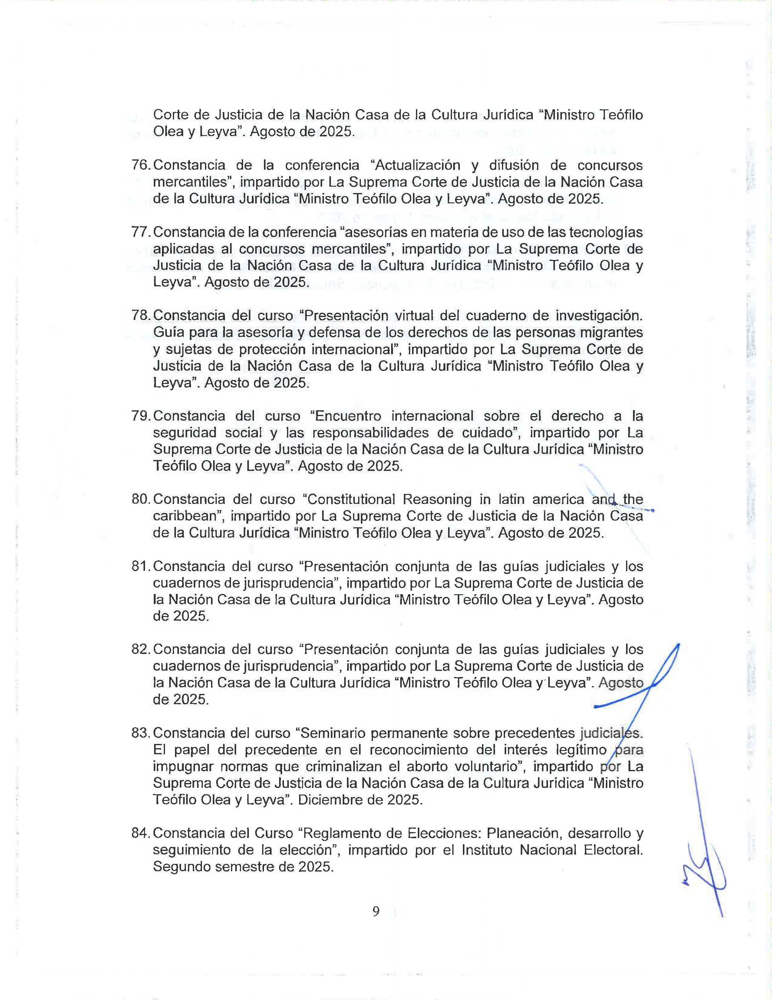 Corte de Justicia de la Nación Casa de la Cultura Jurídica “Ministro Teófilo
Olea y Leyva”. Agosto de 2025.
76. Constancia de la conferencia “Actualización y difusión de concursos
mercantiles”, impartido por La Suprema Corte de Justicia de la Nación Casa
de la Cultura Jurídica “Ministro Teófilo Olea y Leyva”. Agosto de 2025.
77. Constancia de la conferencia “asesorías en materia de uso de las tecnologías
aplicadas al concursos mercantiles”, impartido por La Suprema Corte de
Justicia de la Nación Casa de la Cultura Jurídica “Ministro Teófilo Olea y
Leyva”. Agosto de 2025.
78. Constancia del curso “Presentación virtual del cuaderno de investigación.
Guía para la asesoría y defensa de los derechos de las personas migrantes
y sujetas de protección internacional”, impartido por La Suprema Corte de
Justicia de la Nación Casa de la Cultura Jurídica “Ministro Teófilo Olea y
Leyva”. Agosto de 2025.
79. Constancia del curso “Encuentro internacional sobre el derecho a la
seguridad social y las responsabilidades de cuidado”, impartido por La
Suprema Corte de Justicia de la Nación Casa de la Cultura Jurídica “Ministro
Teófilo Olea y Leyva”. Agosto de 2025.
80. Constancia del curso “Constitutional Reasoning in latin america and the
caribbean”, impartido por La Suprema Corte de Justicia de la Nación Casa
de la Cultura Jurídica “Ministro Teófilo Olea y Leyva”. Agosto de 2025.
81. Constancia del curso “Presentación conjunta de las guías judiciales y los
cuadernos de jurisprudencia”, impartido por La Suprema Corte de Justicia de
la Nación Casa de la Cultura Jurídica “Ministro Teófilo Olea y Leyva”. Agosto
de 2025.
82. Constancia del curso “Presentación conjunta de las guías judiciales y los
cuadernos de jurisprudencia”, impartido por La Suprema Corte de Justicia de
la Nación Casa de la Cultura Jurídica “Ministro Teófilo Olea y Leyva”. Agosto
de 2025.
83. Constancia del curso “Seminario permanente sobre precedentes judiciales.
El papel del precedente en el reconocimiento del interés legítimo para
impugnar normas que criminalizan el aborto voluntario”, impartido por La
Suprema Corte de Justicia de la Nación Casa de la Cultura Jurídica “Ministro
Teófilo Olea y Leyva”. Diciembre de 2025.
84. Constancia del Curso “Reglamento de Elecciones: Planeación, desarrollo y
seguimiento de la elección”, impartido por el Instituto Nacional Electoral.
Segundo semestre de 2025.
9